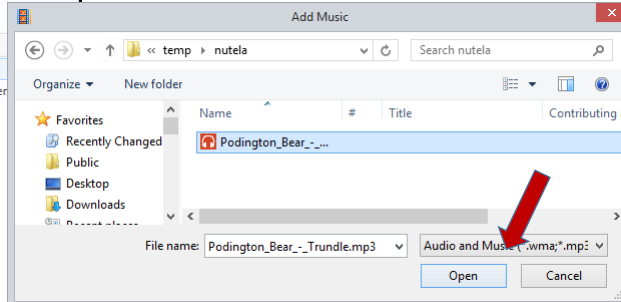 Add Music
« temp › nutela
Search nutela
Organize
New folder
Favorites
Recently Changed
Public
Desktop
Downloads
Name # Title Contributing
Podington_Bear_-_...
File name: Podington_Bear_-_Trundle.mp3
Audio and Music (*.wma;*.mp3
Open
Cancel